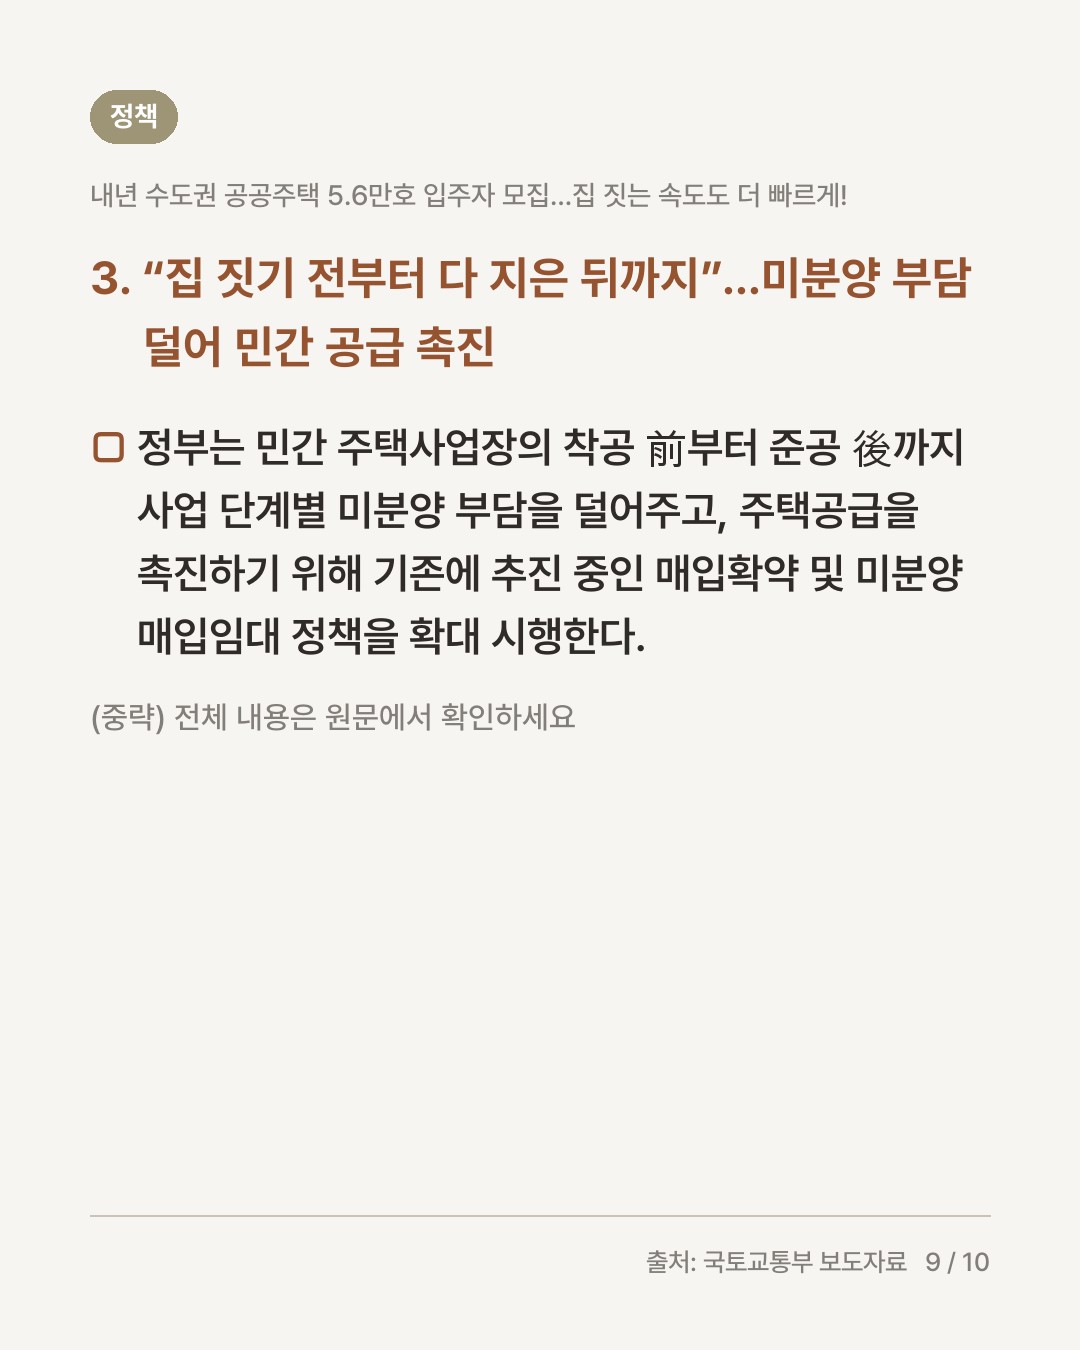 정책
내년 수도권 공공주택 5.6만호 입주자 모집…집 짓는 속도도 더 빠르게!
3. “집 짓기 전부터 다 지은 뒤까지”…미분양 부담
덜어 민간 공급 촉진
□ 정부는 민간 주택사업장의 착공 前부터 준공 後까지
사업 단계별 미분양 부담을 덜어주고, 주택공급을
촉진하기 위해 기존에 추진 중인 매입확약 및 미분양
매입임대 정책을 확대 시행한다.
(중략) 전체 내용은 원문에서 확인하세요
출처: 국토교통부 보도자료 9 / 10